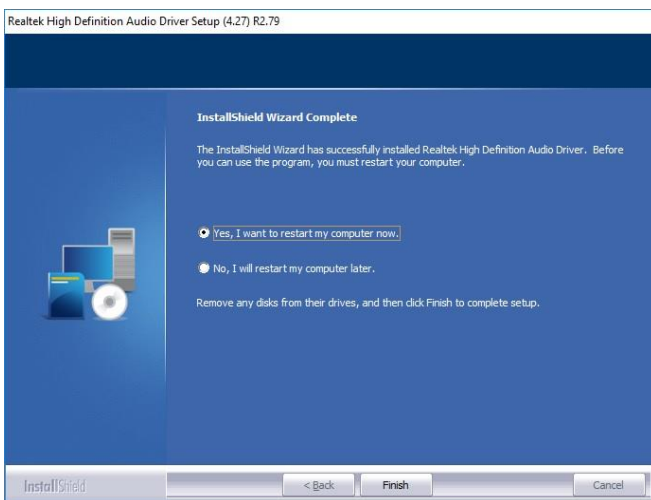 Realtek High Definition Audio Driver Setup (4.27) R2.79
InstallShield Wizard Complete
The InstallShield Wizard has successfully installed Realtek High Definition Audio Driver. Before
you can use the program, you must restart your computer.
Yes, I want to restart my computer now.
No, I will restart my computer later.
Remove any disks from their drives, and then click Finish to complete setup.
InstallShield
< Back
Finish
Cancel